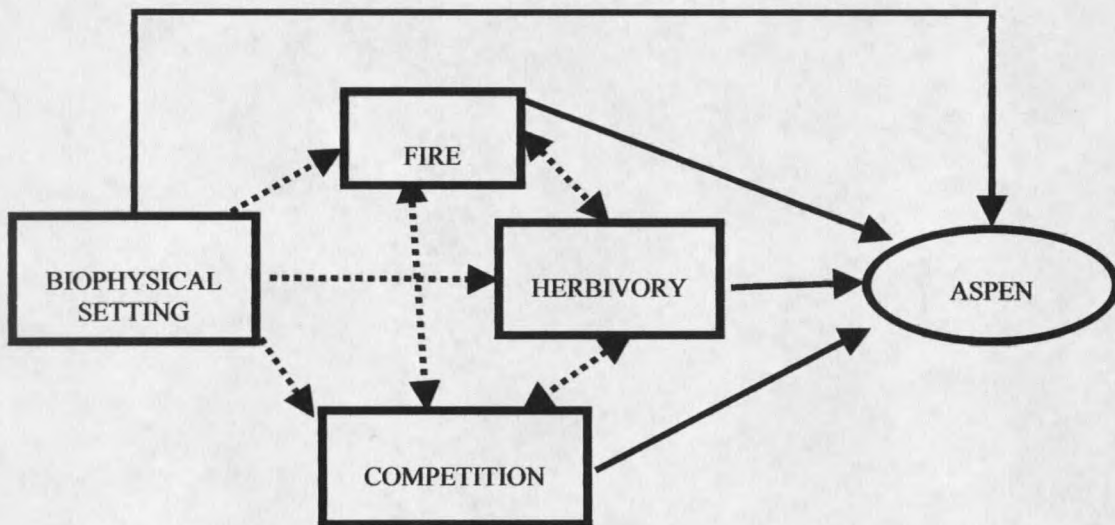 FIRE
BIOPHYSICAL
SETTING
HERBIVORY
ASPEN
COMPETITION